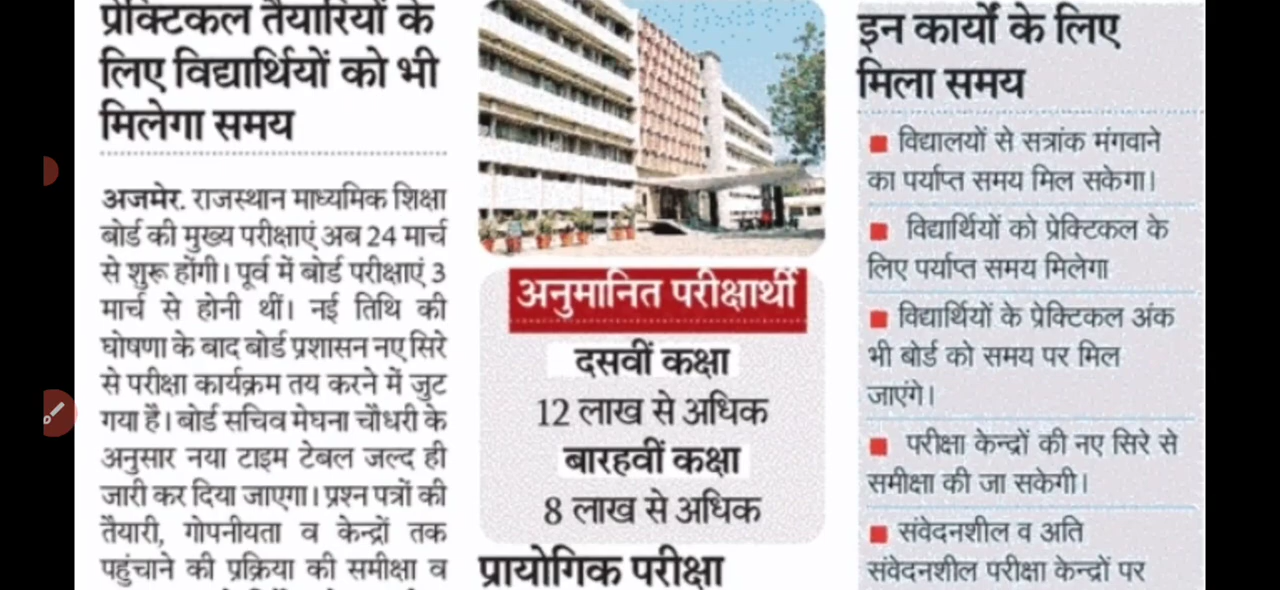 प्रेक्टिकल तैयारियों के
लिए विद्यार्थियों को भी
मिलेगा समय
अजमेर. राजस्थान माध्यमिक शिक्षा
बोर्ड की मुख्य परीक्षाएं अब 24 मार्च
से शुरू होंगी। पूर्व में बोर्ड परीक्षाएं 3
मार्च से होनी थीं। नई तिथि की
घोषणा के बाद बोर्ड प्रशासन नए सिरे
से परीक्षा कार्यक्रम तय करने में जुट
गया है। बोर्ड सचिव मेघना चौधरी के
अनुसार नया टाइम टेबल जल्द ही
जारी कर दिया जाएगा। प्रश्न पत्रों की
तैयारी, गोपनीयता व केन्द्रों तक
पहुंचाने की प्रक्रिया की समीक्षा व
अनुमानित परीक्षार्थी
दसवीं कक्षा
12 लाख से अधिक
बारहवीं कक्षा
8 लाख से अधिक
प्रायोगिक परीक्षा
इन कार्यों के लिए
मिला समय
विद्यालयों से सत्रांक मंगवाने
का पर्याप्त समय मिल सकेगा।
विद्यार्थियों को प्रेक्टिकल के
लिए पर्याप्त समय मिलेगा
विद्यार्थियों के प्रेक्टिकल अंक
भी बोर्ड को समय पर मिल
जाएंगे।
परीक्षा केन्द्रों की नए सिरे से
समीक्षा की जा सकेगी।
संवेदनशील व अति
संवेदनशील परीक्षा केन्द्रों पर